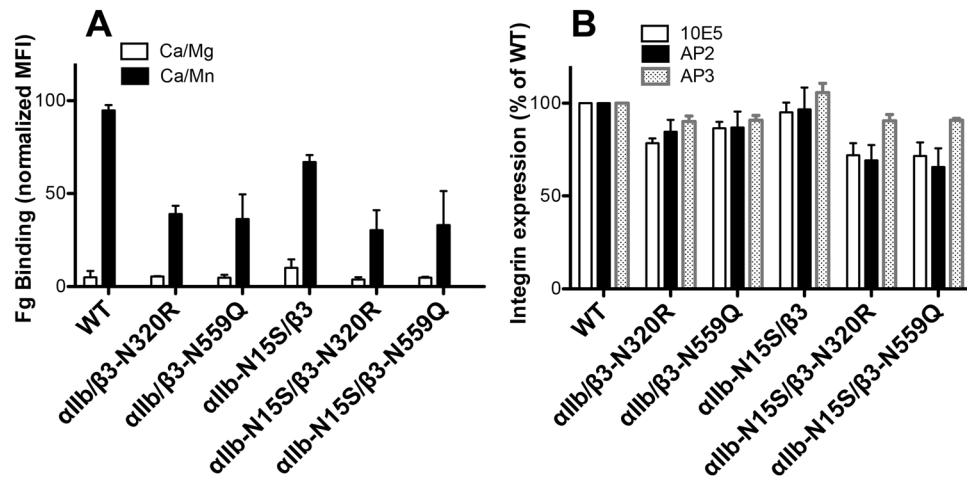 A
Ca/Mg
Ca/Mn
Fg Binding (normalized MFI)
100
50
0
WT
αIIb/β3-N320R
αIIb/β3-N559Q
αIIb-N15S/β3
αIIb-N15S/β3-N320R
αIIb-N15S/β3-N559Q
B
10E5
AP2
AP3
Integrin expression (% of WT)
100
50
0
WT
αIIb/β3-N320R
αIIb/β3-N559Q
αIIb-N15S/β3
αIIb-N15S/β3-N320R
αIIb-N15S/β3-N559Q